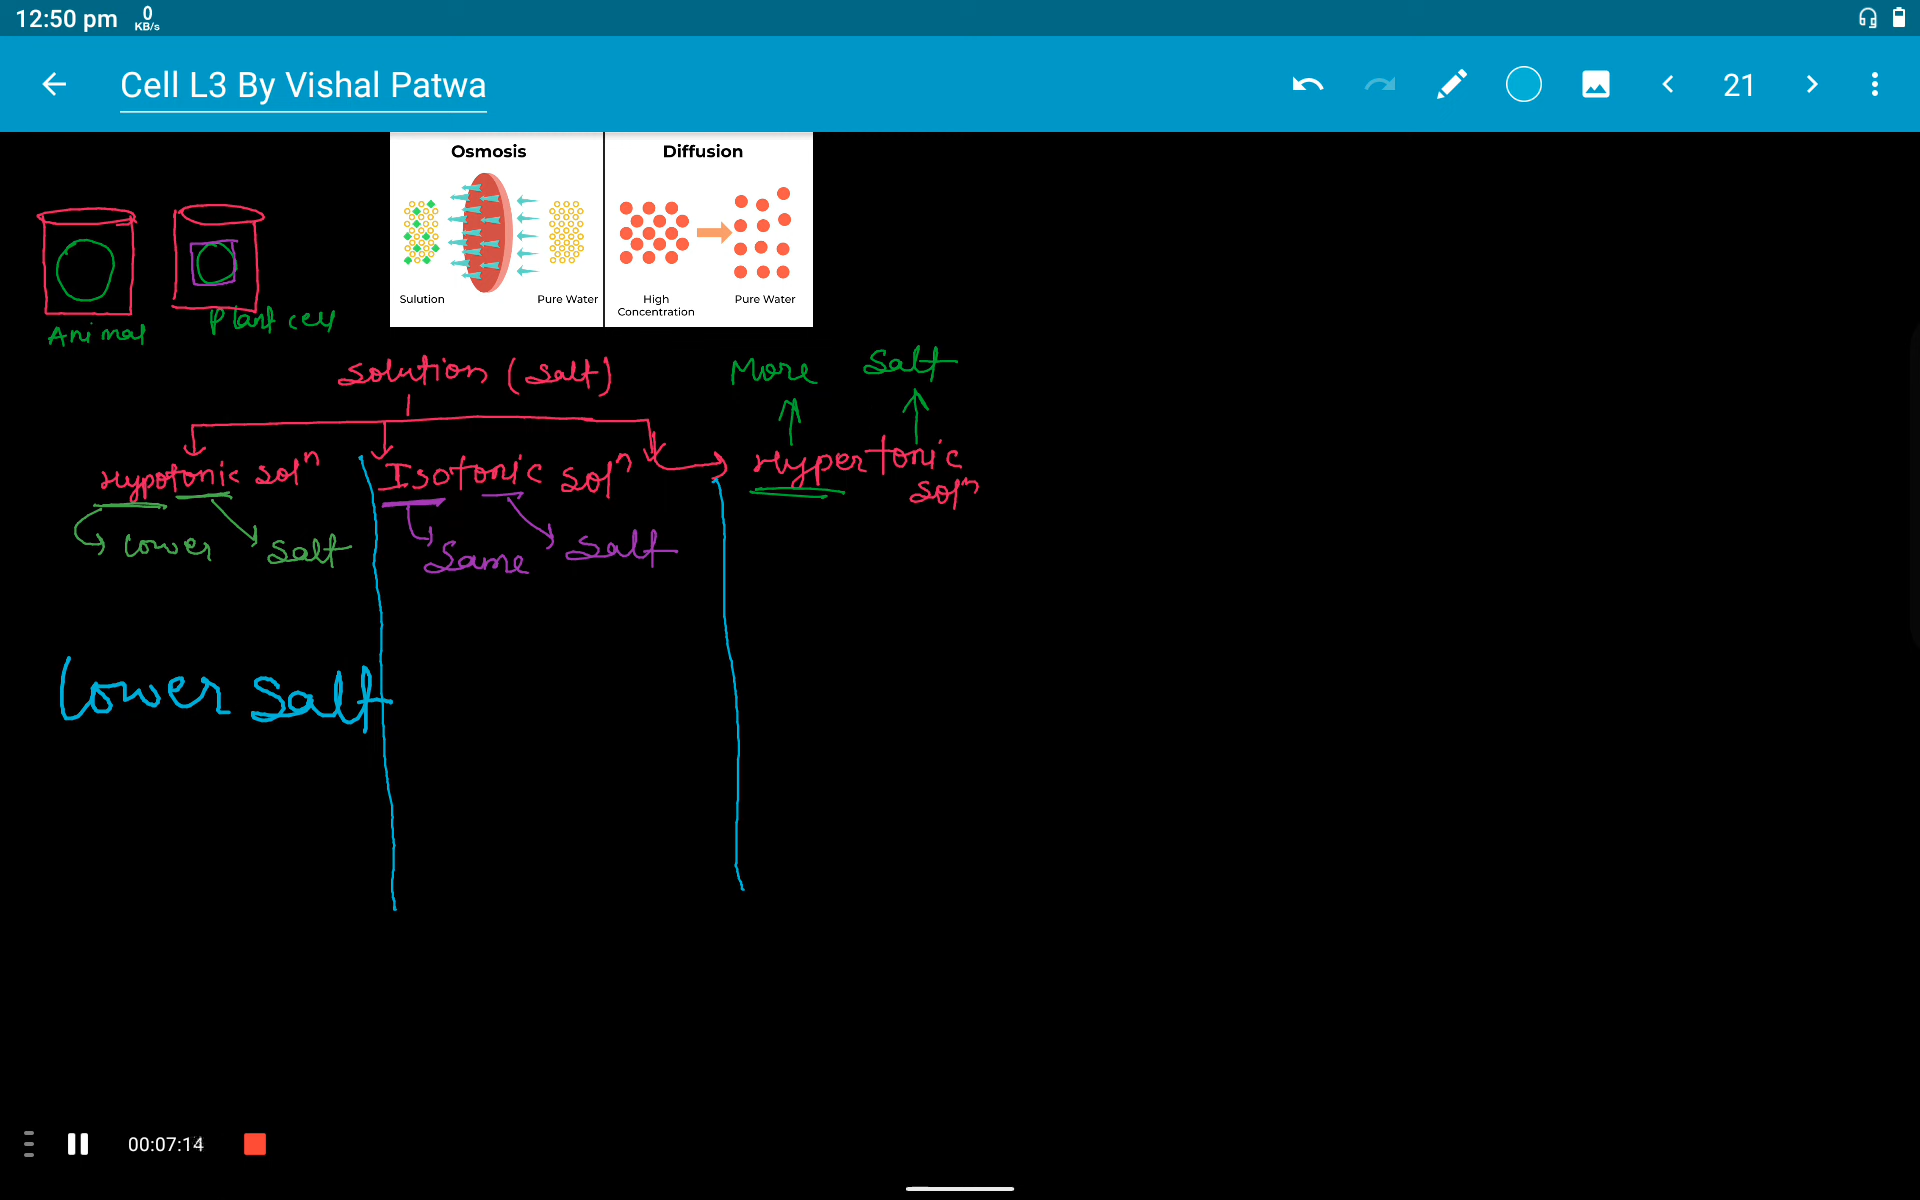 12:50 pm 0 KB/s
Cell L3 By Vishal Patwa
21
Osmosis
Diffusion
Sulution
Pure Water
High Concentration
Pure Water
Animal
Plant cell
Solution (Salt)
More Salt
Hypotonic Solⁿ
Isotonic Solⁿ
Hypertonic
Solⁿ
Lower Salt
Same Salt
Lower Salt
00:07:14